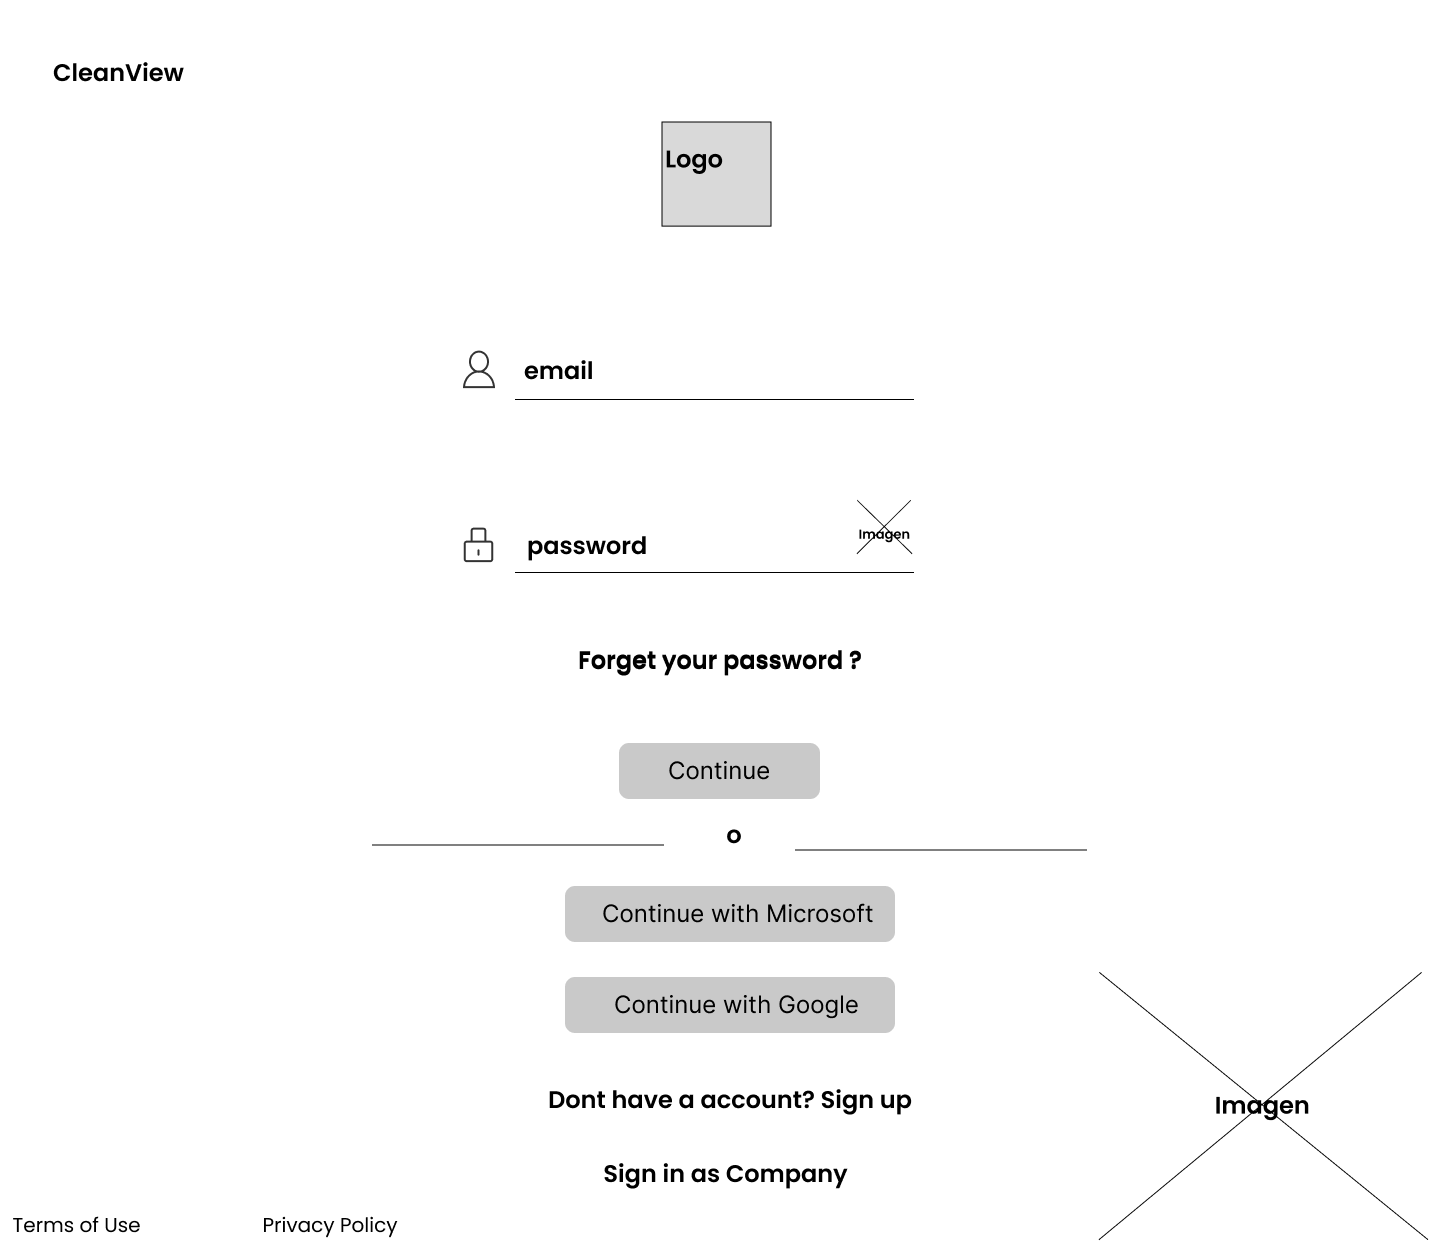 CleanView
Logo
email
Imagen
password
Forget your password ?
Continue
o
Continue with Microsoft
Continue with Google
Dont have a account? Sign up
Imagen
Sign in as Company
Terms of Use
Privacy Policy